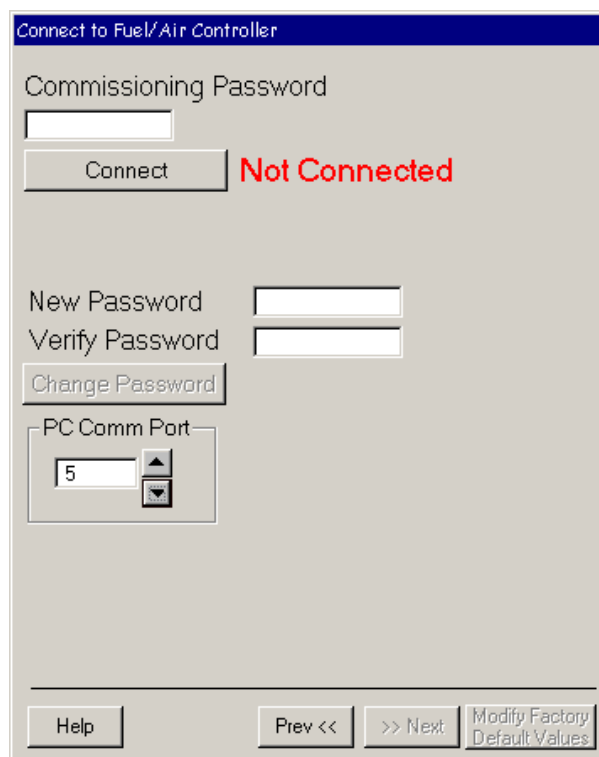 Connect to Fuel/Air Controller
Commissioning Password
Connect
Not Connected
New Password
Verify Password
Change Password
PC Comm Port
5
Help
Prev <<
>> Next
Modify Factory
Default Values